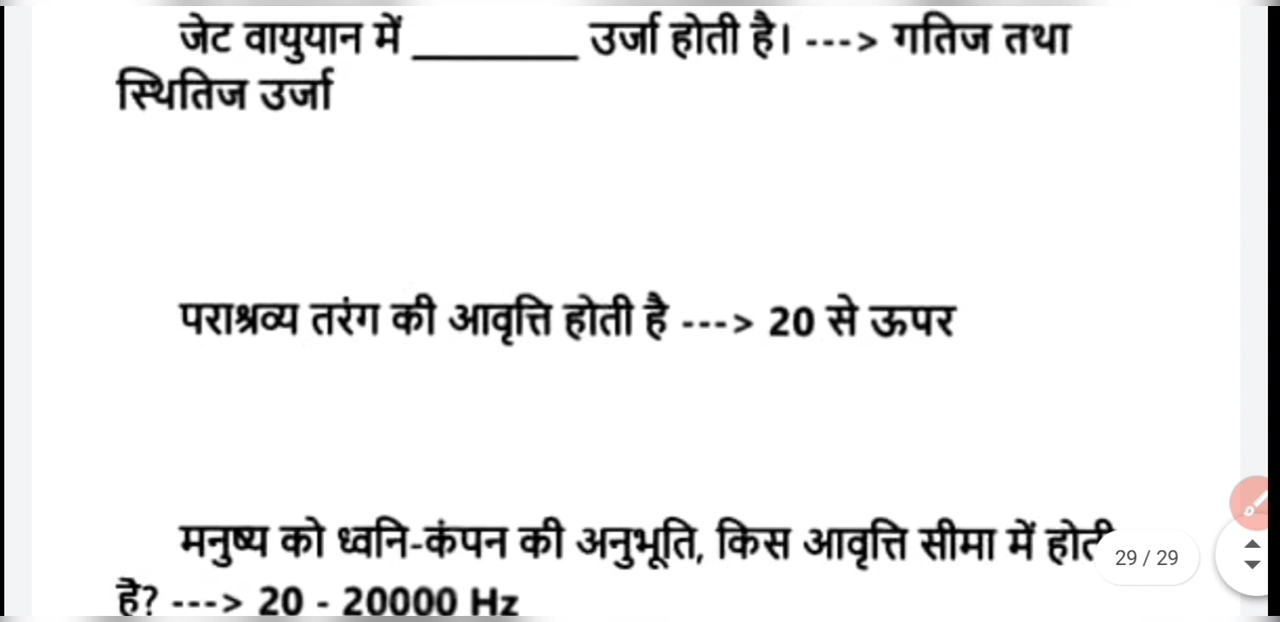 जेट वायुयान में ________ उर्जा होती है। ---> गतिज तथा
स्थितिज उर्जा
पराश्रव्य तरंग की आवृत्ति होती है ---> 20 से ऊपर
मनुष्य को ध्वनि-कंपन की अनुभूति, किस आवृत्ति सीमा में होती
29 / 29
है? ---> 20 - 20000 Hz